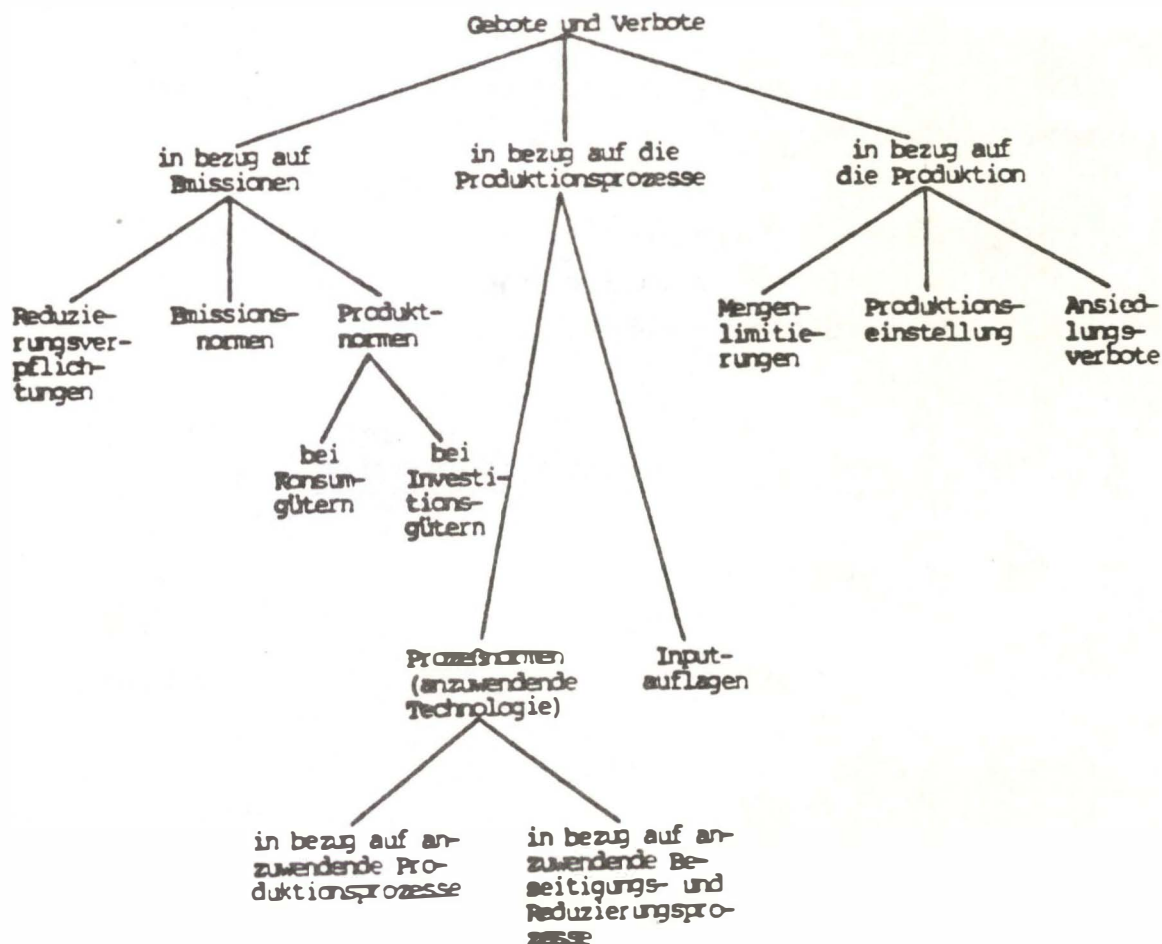 Gebote und Verbote
in bezug auf
Emissionen
in bezug auf die
Produktionsprozesse
in bezug auf
die Produktion
Reduzie-
rungsver-
pflich-
tungen
Emissions-
normen
Produkt-
normen
bei
Konsum-
gütern
bei
Investi-
tions-
gütern
Prozeßnormen
(anzuwendende
Technologie)
in bezug auf an-
zuwendende Pro-
duktionsprozesse
in bezug auf an-
zuwendende Be-
seitigungs- und
Reduzierungspro-
zesse
Input-
auflagen
Mengen-
limitie-
rungen
Produktions-
einstellung
Ansied-
lungs-
verbote